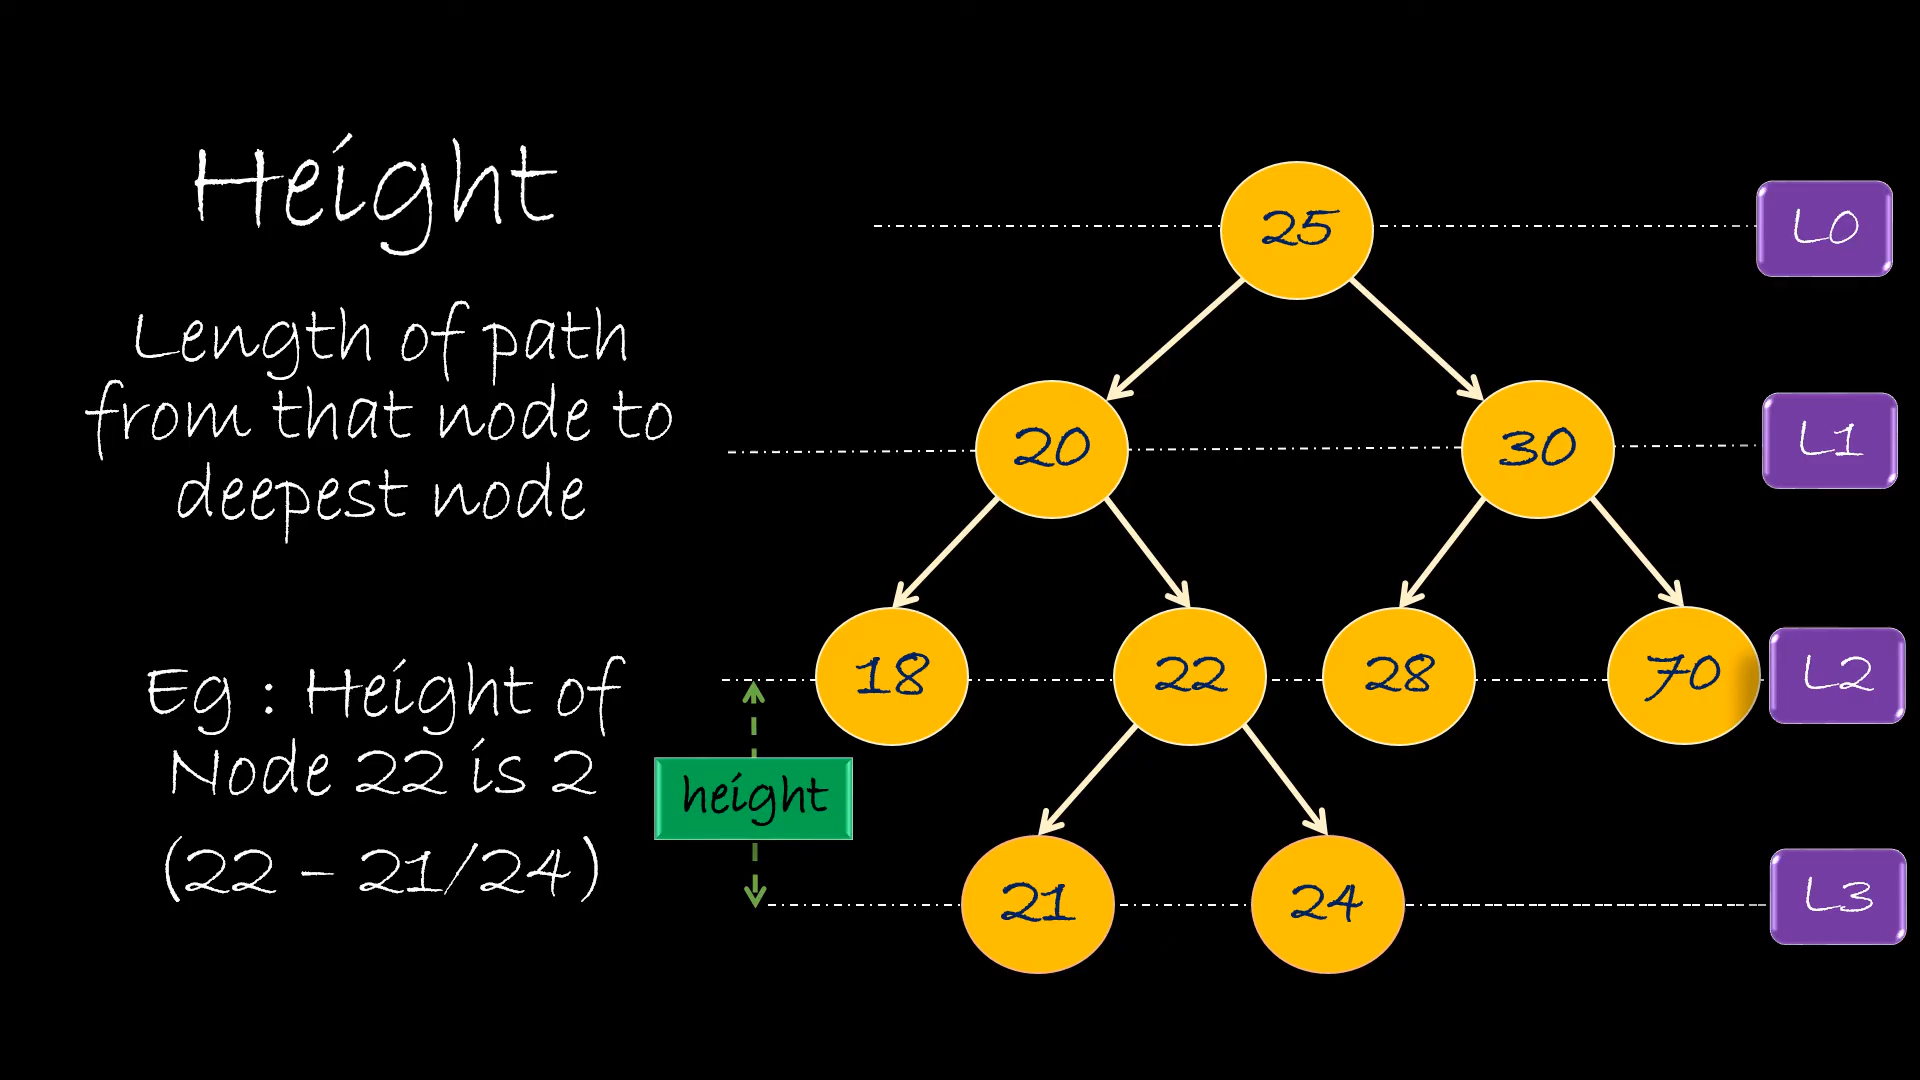 Height
Length of path
from that node to
deepest node
Eg : Height of
Node 22 is 2
(22 – 21/24)
height
25
L0
20
30
L1
18
22
28
70
L2
21
24
L3